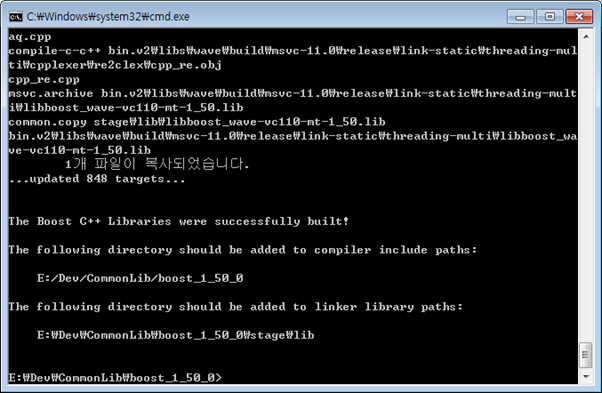 C:₩Windows₩system32₩cmd.exe
aq.cpp
compile-c-c++ bin.v2₩libs₩wave₩build₩msvc-11.0₩release₩link-static₩threading-mul
ti₩cpplexer₩re2clex₩cpp_re.obj
cpp_re.cpp
msvc.archive bin.v2₩libs₩wave₩build₩msvc-11.0₩release₩link-static₩threading-mult
i₩libboost_wave-vc110-mt-1_50.lib
common.copy stage₩lib₩libboost_wave-vc110-mt-1_50.lib
bin.v2₩libs₩wave₩build₩msvc-11.0₩release₩link-static₩threading-multi₩libboost_wa
ve-vc110-mt-1_50.lib
1개 파일이 복사되었습니다.
...updated 848 targets...
The Boost C++ Libraries were successfully built!
The following directory should be added to compiler include paths:
E:/Dev/CommonLib/boost_1_50_0
The following directory should be added to linker library paths:
E:₩Dev₩CommonLib₩boost_1_50_0₩stage₩lib
E:₩Dev₩CommonLib₩boost_1_50_0>